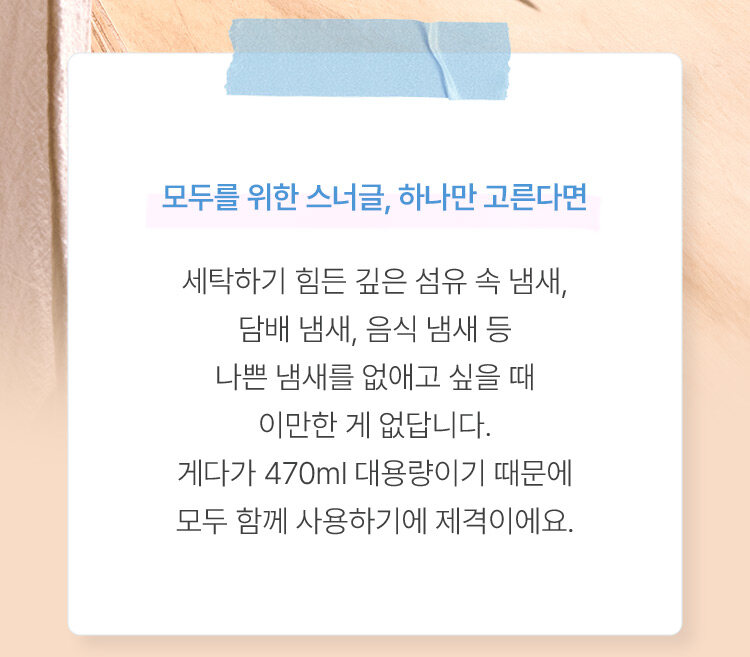 모두를 위한 스너글, 하나만 고른다면
세탁하기 힘든 깊은 섬유 속 냄새,
담배 냄새, 음식 냄새 등
나쁜 냄새를 없애고 싶을 때
이만한 게 없답니다.
게다가 470ml 대용량이기 때문에
모두 함께 사용하기에 제격이에요.